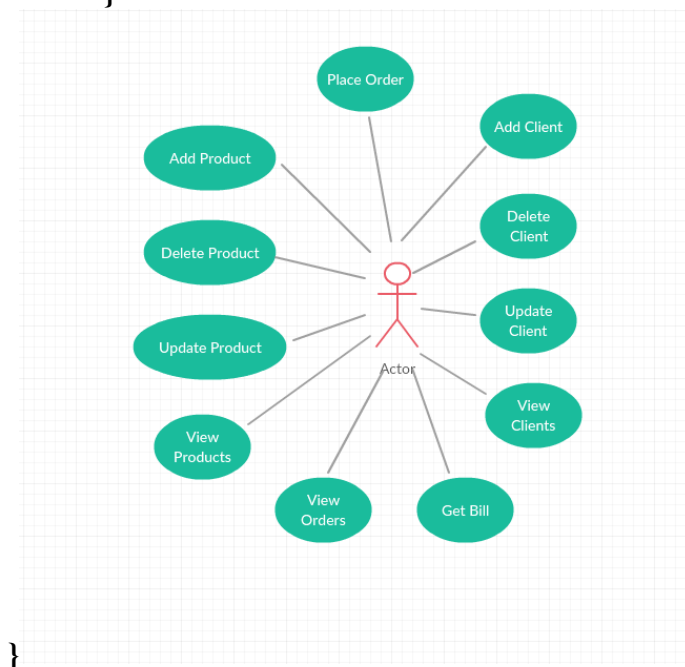 }
Place Order
Add Client
Add Product
Delete
Client
Delete Product
Update
Client
Update Product
Actor
View
Clients
View
Products
View
Orders
Get Bill
}